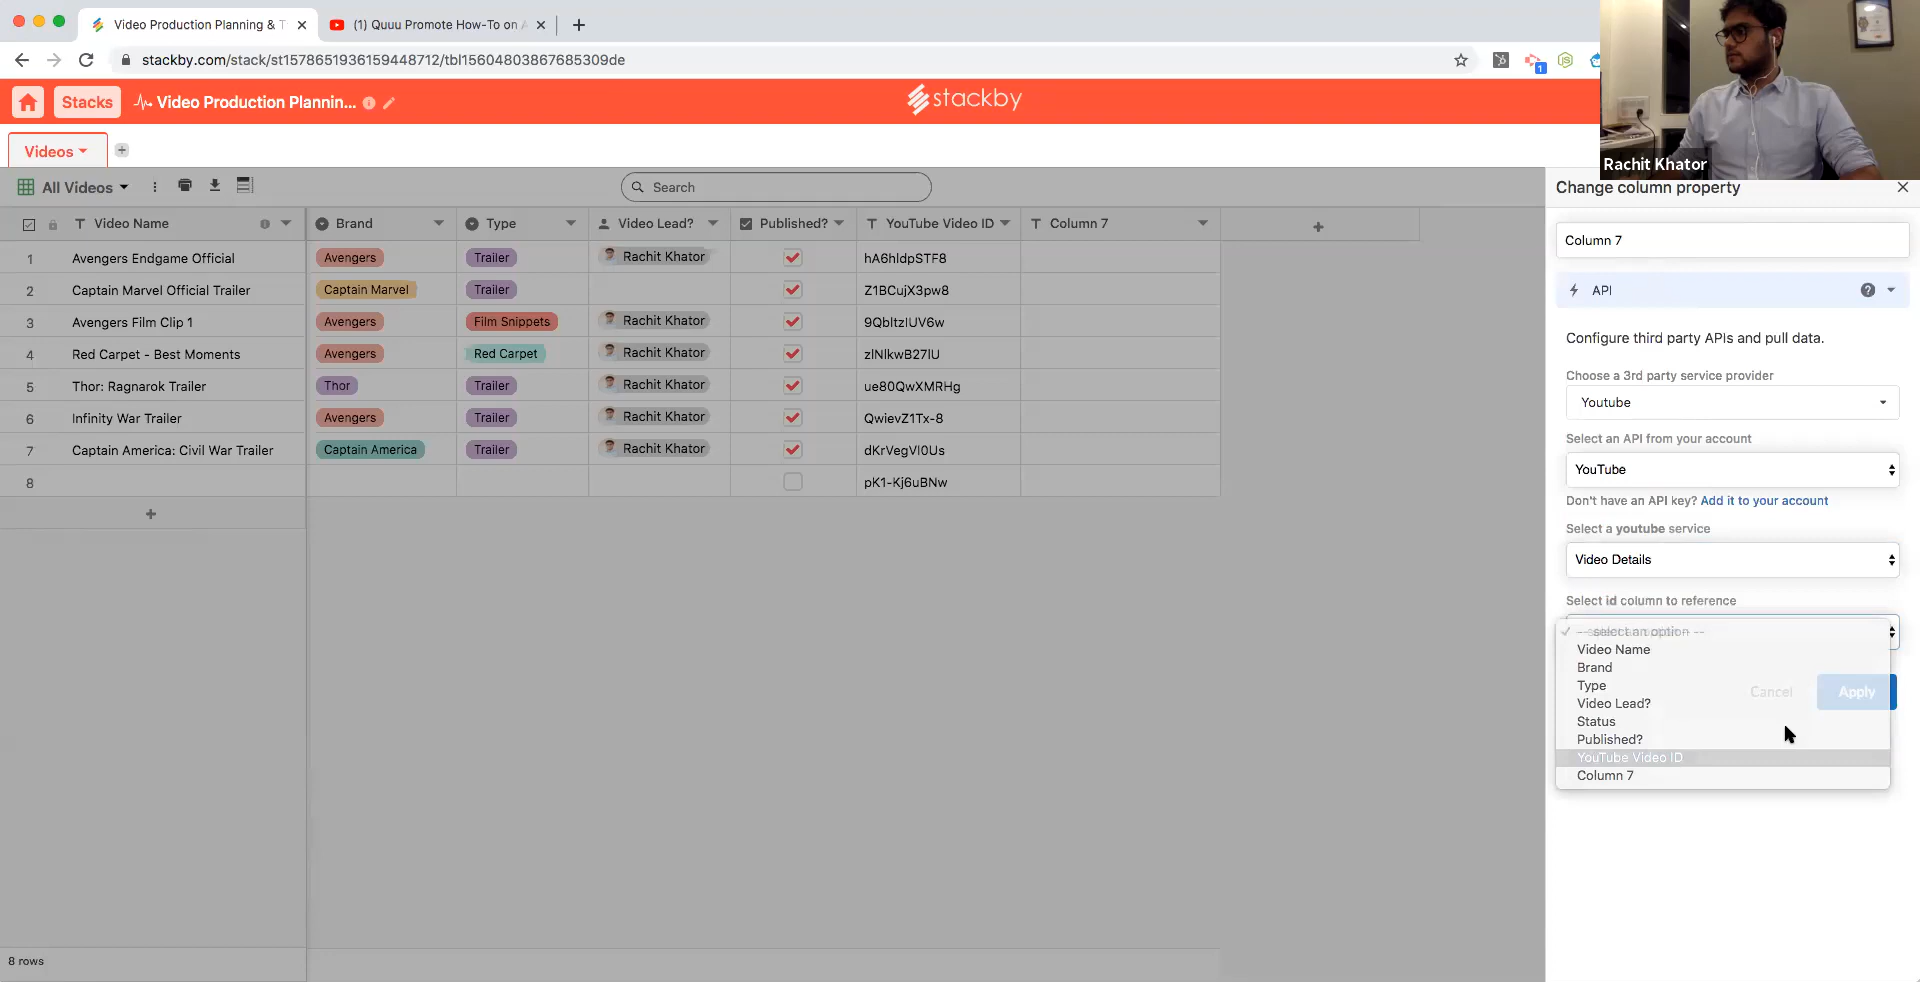 Video Production Planning & T
(1) Quuu Promote How-To on A
stackby.com/stack/st1578651936159448712/tbl15604803867685309de
1
Stacks
Video Production Plannin...
stackby
Rachit Khator
Videos
All Videos
Search
Change column property
Video Name
Brand
Type
Video Lead?
Published?
YouTube Video ID
Column 7
1 Avengers Endgame Official Avengers Trailer Rachit Khator hA6hIdpSTF8
2 Captain Marvel Official Trailer Captain Marvel Trailer Z1BCujX3pw8
3 Avengers Film Clip 1 Avengers Film Snippets Rachit Khator 9QbItzIUV6w
4 Red Carpet - Best Moments Avengers Red Carpet Rachit Khator zlNlkwB27lU
5 Thor: Ragnarok Trailer Thor Trailer Rachit Khator ue80QwXMRHg
6 Infinity War Trailer Avengers Trailer Rachit Khator QwievZ1Tx-8
7 Captain America: Civil War Trailer Captain America Trailer Rachit Khator dKrVegVI0Us
8 pK1-Kj6uBNw
8 rows
Column 7
API
Configure third party APIs and pull data.
Choose a 3rd party service provider
Youtube
Select an API from your account
YouTube
Don't have an API key? Add it to your account
Select a youtube service
Video Details
Select id column to reference
-- select an option --
Video Name
Brand
Type
Video Lead?
Status
Published?
YouTube Video ID
Column 7
Cancel
Apply